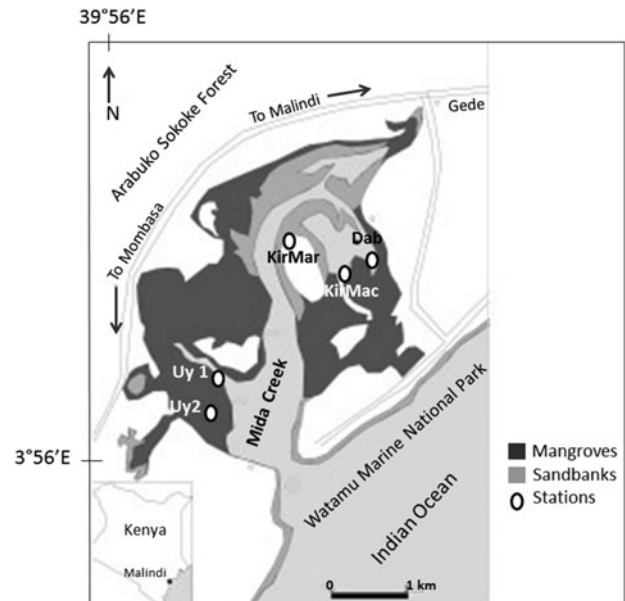 39°56'E
N
Arabuko Sokoke Forest
To Malindi
Gede
To Mombasa
Dab
KirMar
KirMac
Uy 1
Uy2
Mida Creek
3°56'E
Watamu Marine National Park
Indian Ocean
Mangroves
Sandbanks
Stations
Kenya
Malindi
0 1 km